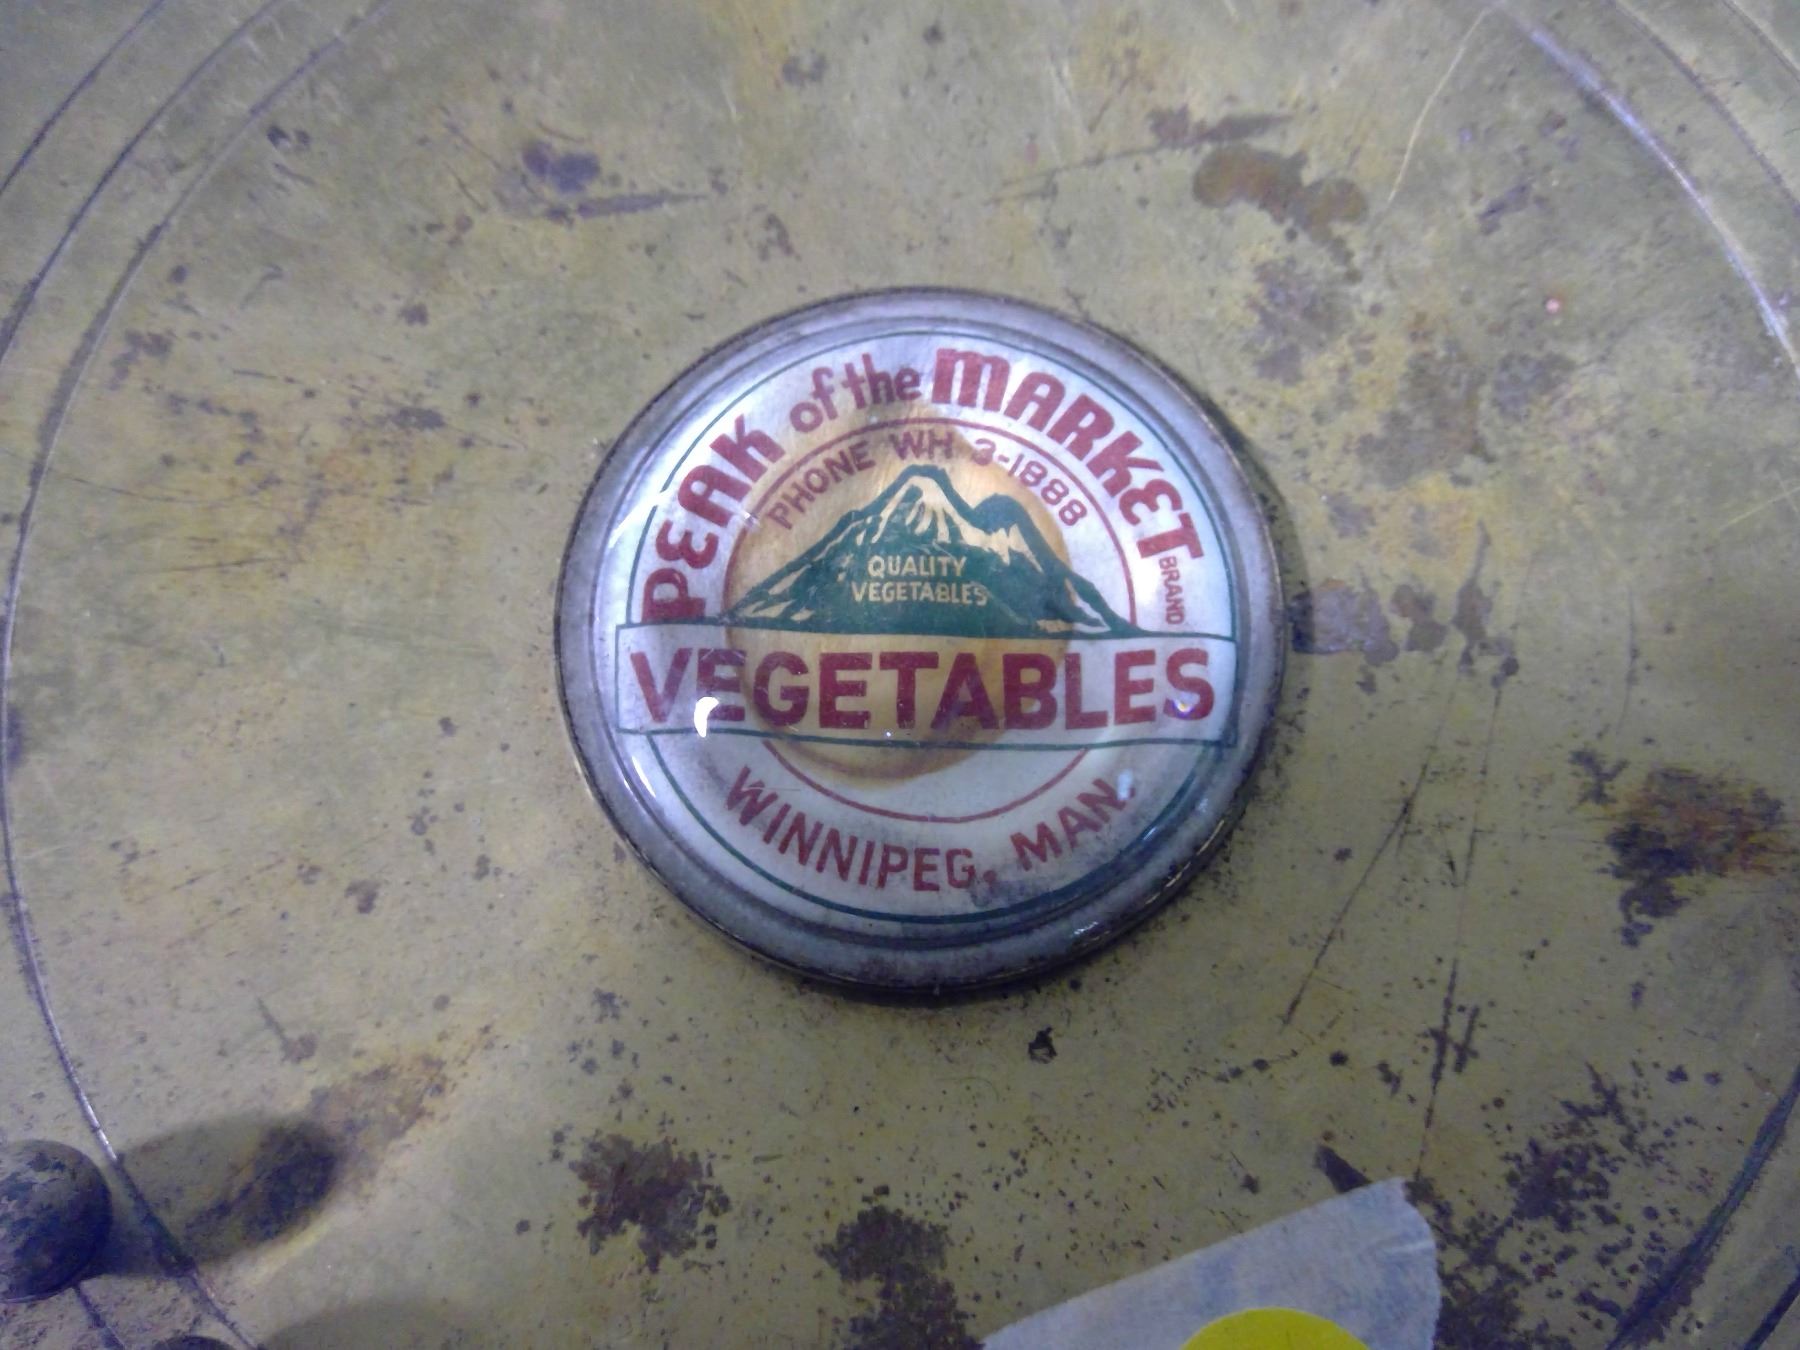 PEAK of the MARKET
BRAND
PHONE WH 3-1888
QUALITY
VEGETABLES
VEGETABLES
WINNIPEG, MAN.